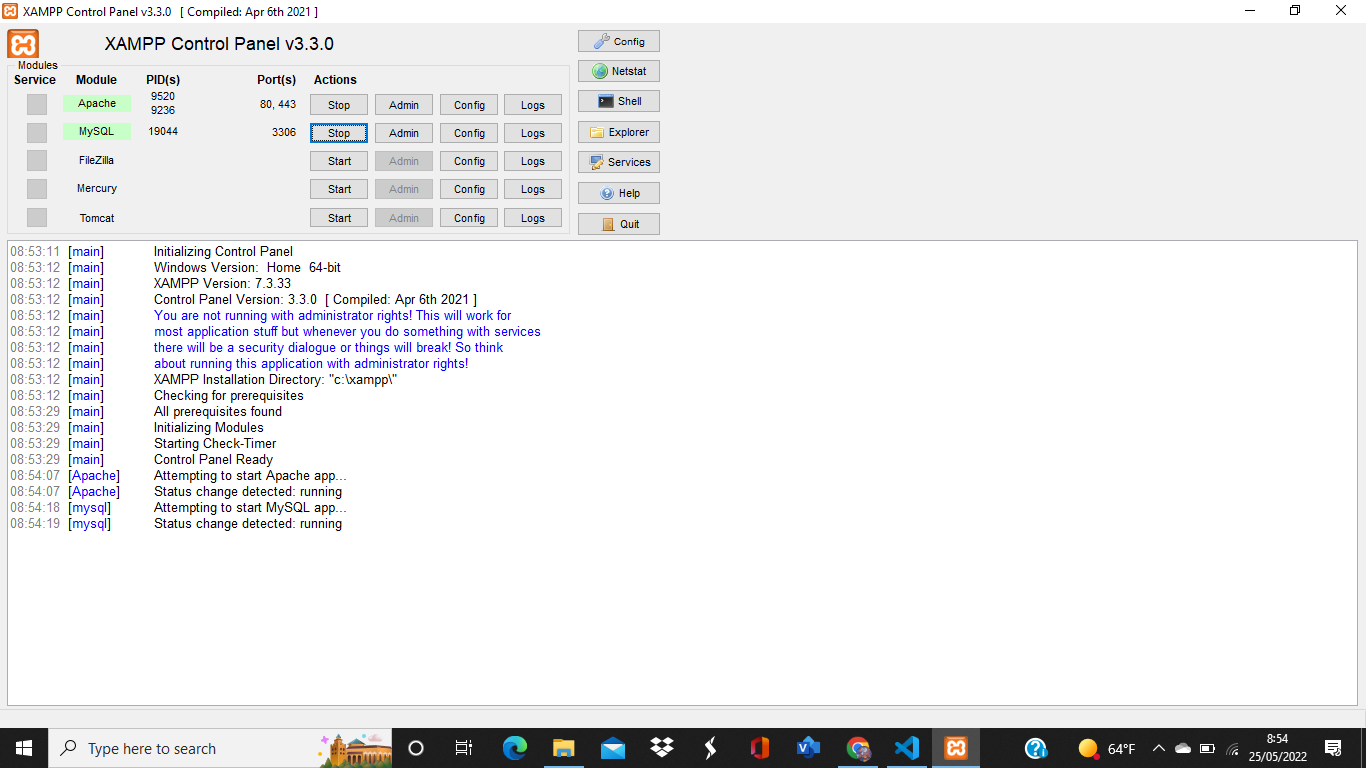 XAMPP Control Panel v3.3.0 [ Compiled: Apr 6th 2021 ]
XAMPP Control Panel v3.3.0
Config
Modules
Service Module PID(s) Port(s) Actions
Netstat
Apache 9520 9236 80, 443 Stop Admin Config Logs
Shell
MySQL 19044 3306 Stop Admin Config Logs
Explorer
FileZilla Start Admin Config Logs
Services
Mercury Start Admin Config Logs
Help
Tomcat Start Admin Config Logs
Quit
08:53:11 [main] Initializing Control Panel
08:53:12 [main] Windows Version: Home 64-bit
08:53:12 [main] XAMPP Version: 7.3.33
08:53:12 [main] Control Panel Version: 3.3.0 [ Compiled: Apr 6th 2021 ]
08:53:12 [main] You are not running with administrator rights! This will work for
08:53:12 [main] most application stuff but whenever you do something with services
08:53:12 [main] there will be a security dialogue or things will break! So think
08:53:12 [main] about running this application with administrator rights!
08:53:12 [main] XAMPP Installation Directory: "c:\xampp\"
08:53:12 [main] Checking for prerequisites
08:53:29 [main] All prerequisites found
08:53:29 [main] Initializing Modules
08:53:29 [main] Starting Check-Timer
08:53:29 [main] Control Panel Ready
08:54:07 [Apache] Attempting to start Apache app...
08:54:07 [Apache] Status change detected: running
08:54:18 [mysql] Attempting to start MySQL app...
08:54:19 [mysql] Status change detected: running
Type here to search
64°F
8:54
25/05/2022